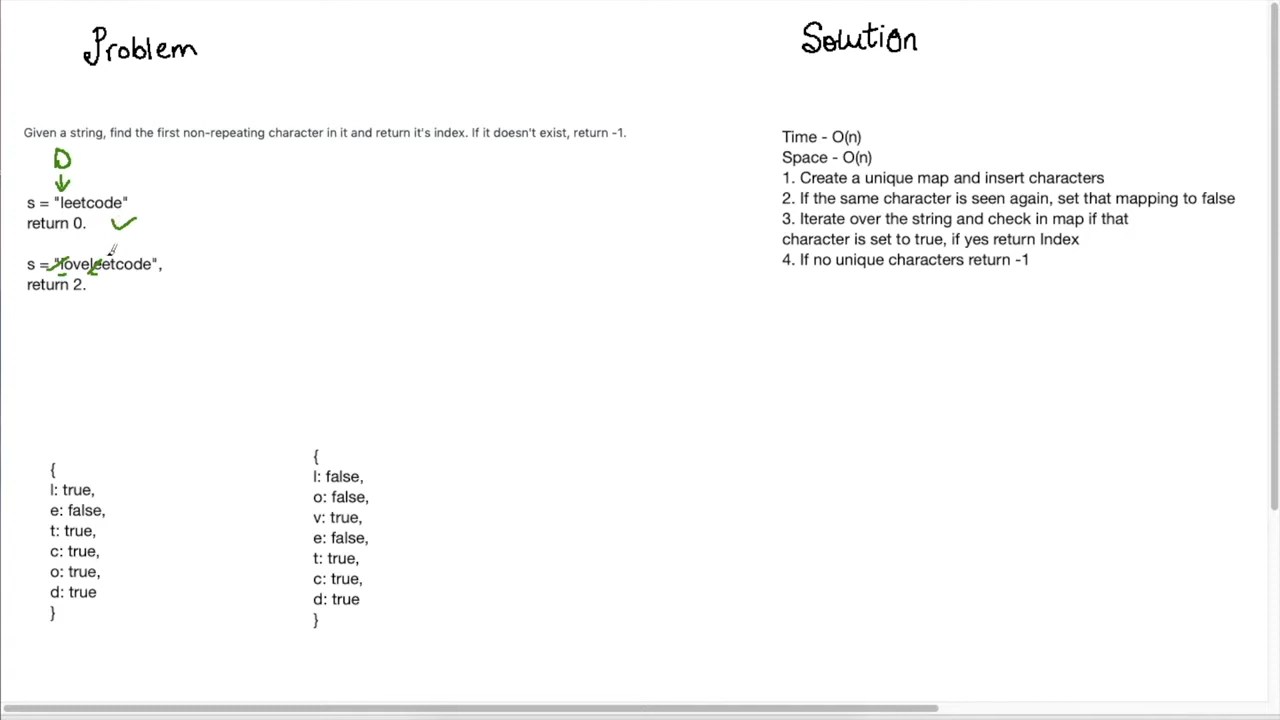 Problem
Solution
Given a string, find the first non-repeating character in it and return it's index. If it doesn't exist, return -1.
0
s = "leetcode"
return 0.
s = "loveleetcode",
return 2.
Time - O(n)
Space - O(n)
1. Create a unique map and insert characters
2. If the same character is seen again, set that mapping to false
3. Iterate over the string and check in map if that
character is set to true, if yes return Index
4. If no unique characters return -1
{
l: true,
e: false,
t: true,
c: true,
o: true,
d: true
}
{
l: false,
o: false,
v: true,
e: false,
t: true,
c: true,
d: true
}